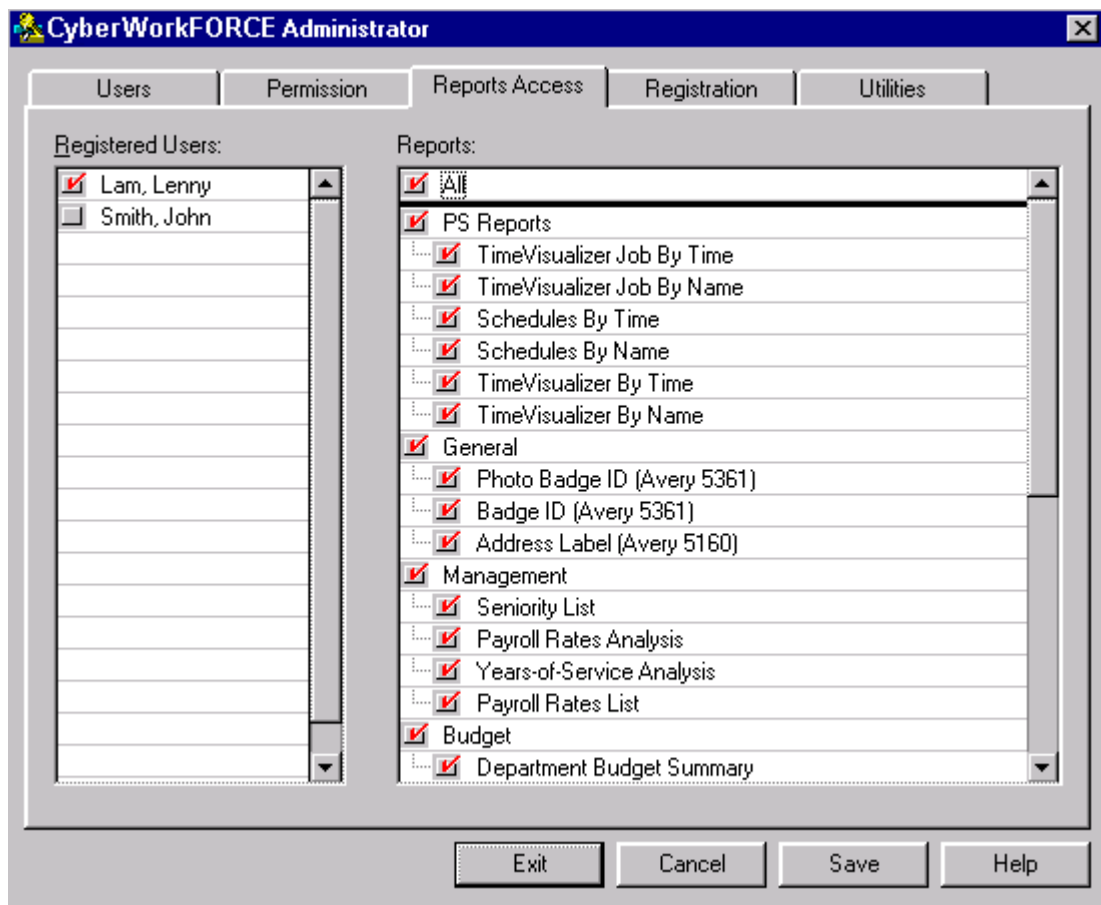 CyberWorkFORCE Administrator
Users
Permission
Reports Access
Registration
Utilities
Registered Users:
Lam, Lenny
Smith, John
Reports:
All
PS Reports
TimeVisualizer Job By Time
TimeVisualizer Job By Name
Schedules By Time
Schedules By Name
TimeVisualizer By Time
TimeVisualizer By Name
General
Photo Badge ID (Avery 5361)
Badge ID (Avery 5361)
Address Label (Avery 5160)
Management
Seniority List
Payroll Rates Analysis
Years-of-Service Analysis
Payroll Rates List
Budget
Department Budget Summary
Exit
Cancel
Save
Help